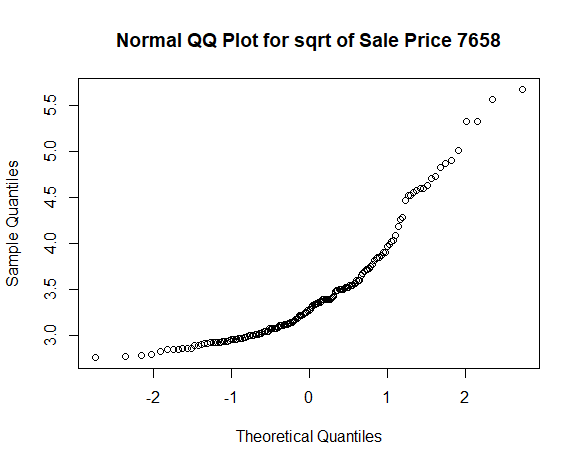 Normal QQ Plot for sqrt of Sale Price 7658
Sample Quantiles
5.5
5.0
4.5
4.0
3.5
3.0
-2 -1 0 1 2
Theoretical Quantiles